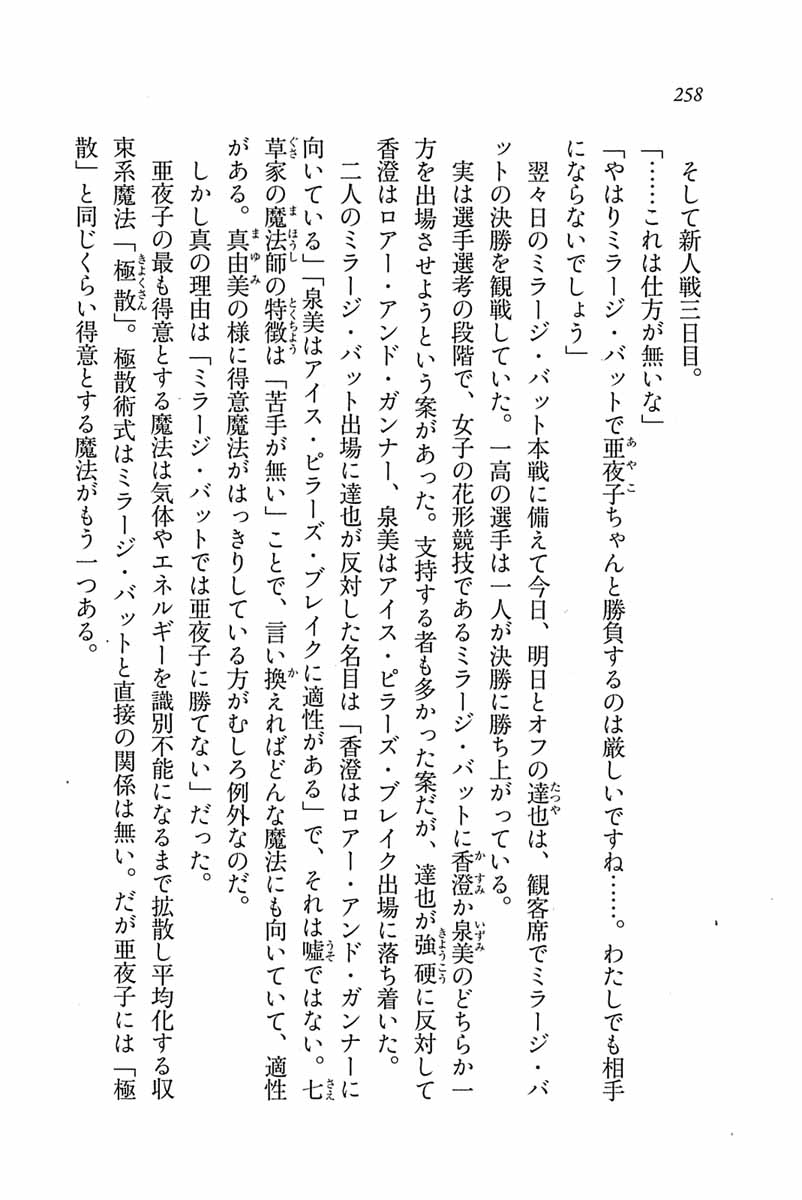 258
そして新人戦三日目。
「……これは仕方が無いな」
「やはりミラージ・バットで亜夜子ちゃんと勝負するのは厳しいですね……。わたしでも相手
にならないでしょう」
翌々日のミラージ・バット本戦に備えて今日、明日とオフの達也は、観客席でミラージ・バ
ットの決勝を観戦していた。一高の選手は一人が決勝に勝ち上がっている。
実は選手選考の段階で、女子の花形競技であるミラージ・バットに香澄か泉美のどちらか一
方を出場させようという案があった。支持する者も多かった案だが、達也が強硬に反対して
香澄はロアー・アンド・ガンナー、泉美はアイス・ピラーズ・ブレイク出場に落ち着いた。
二人のミラージ・バット出場に達也が反対した名目は「香澄はロアー・アンド・ガンナーに
向いている」「泉美はアイス・ピラーズ・ブレイクに適性がある」で、それは嘘ではない。七
草家の魔法師の特徴は「苦手が無い」ことで、言い換えればどんな魔法にも向いていて、適性
がある。真由美の様に得意魔法がはっきりしている方がむしろ例外なのだ。
しかし真の理由は「ミラージ・バットでは亜夜子に勝てない」だった。
亜夜子の最も得意とする魔法は気体やエネルギーを識別不能になるまで拡散し平均化する収
束系魔法「極散」。極散術式はミラージ・バットと直接の関係は無い。だが亜夜子には「極
散」と同じくらい得意とする魔法がもう一つある。